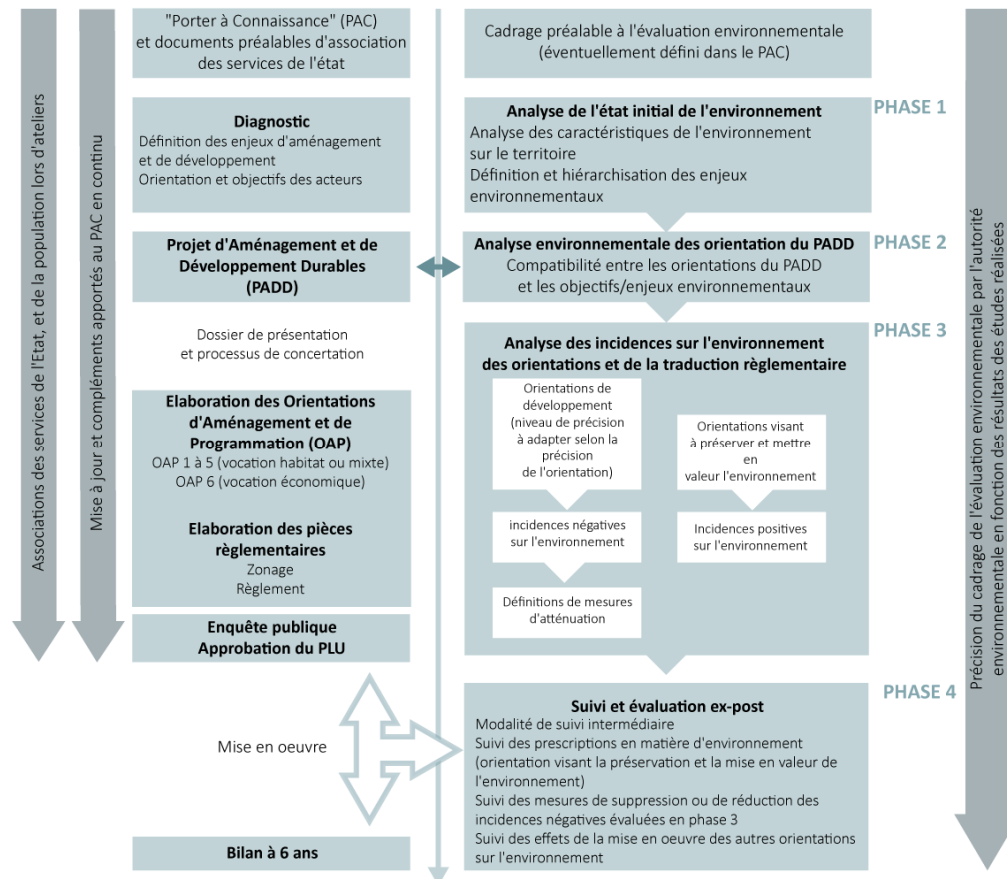 Associations des services de l'Etat, et de la population lors d'ateliers
Mise à jour et compléments apportés au PAC en continu
"Porter à Connaissance" (PAC)
et documents préalables d'association
des services de l'état
Diagnostic
Définition des enjeux d'aménagement
et de développement
Orientation et objectifs des acteurs
Projet d'Aménagement et de
Développement Durables
(PADD)
Dossier de présentation
et processus de concertation
Elaboration des Orientations
d'Aménagement et de
Programmation (OAP)
OAP 1 à 5 (vocation habitat ou mixte)
OAP 6 (vocation économique)
Elaboration des pièces
règlementaires
Zonage
Règlement
Enquête publique
Approbation du PLU
Mise en oeuvre
Bilan à 6 ans
Cadrage préalable à l'évaluation environnementale
(éventuellement défini dans le PAC)
PHASE 1
Analyse de l'état initial de l'environnement
Analyse des caractéristiques de l'environnement
sur le territoire
Définition et hiérarchisation des enjeux
environnementaux
PHASE 2
Analyse environnementale des orientation du PADD
Compatibilité entre les orientations du PADD
et les objectifs/enjeux environnementaux
PHASE 3
Analyse des incidences sur l'environnement
des orientations et de la traduction règlementaire
Orientations de
développement
(niveau de précision
à adapter selon la
précision
de l'orientation)
incidences négatives
sur l'environnement
Définitions de mesures
d'atténuation
Orientations visant
à préserver et mettre
en
valeur l'environnement
Incidences positives
sur l'environnement
PHASE 4
Suivi et évaluation ex-post
Modalité de suivi intermédiaire
Suivi des prescriptions en matière d'environnement
(orientation visant la préservation et la mise en valeur de
l'environnement)
Suivi des mesures de suppression ou de réduction des
incidences négatives évaluées en phase 3
Suivi des effets de la mise en oeuvre des autres orientations
sur l'environnement
Précision du cadrage de l'évaluation environnementale par l'autorité
environnementale en fonction des résultats des études réalisées